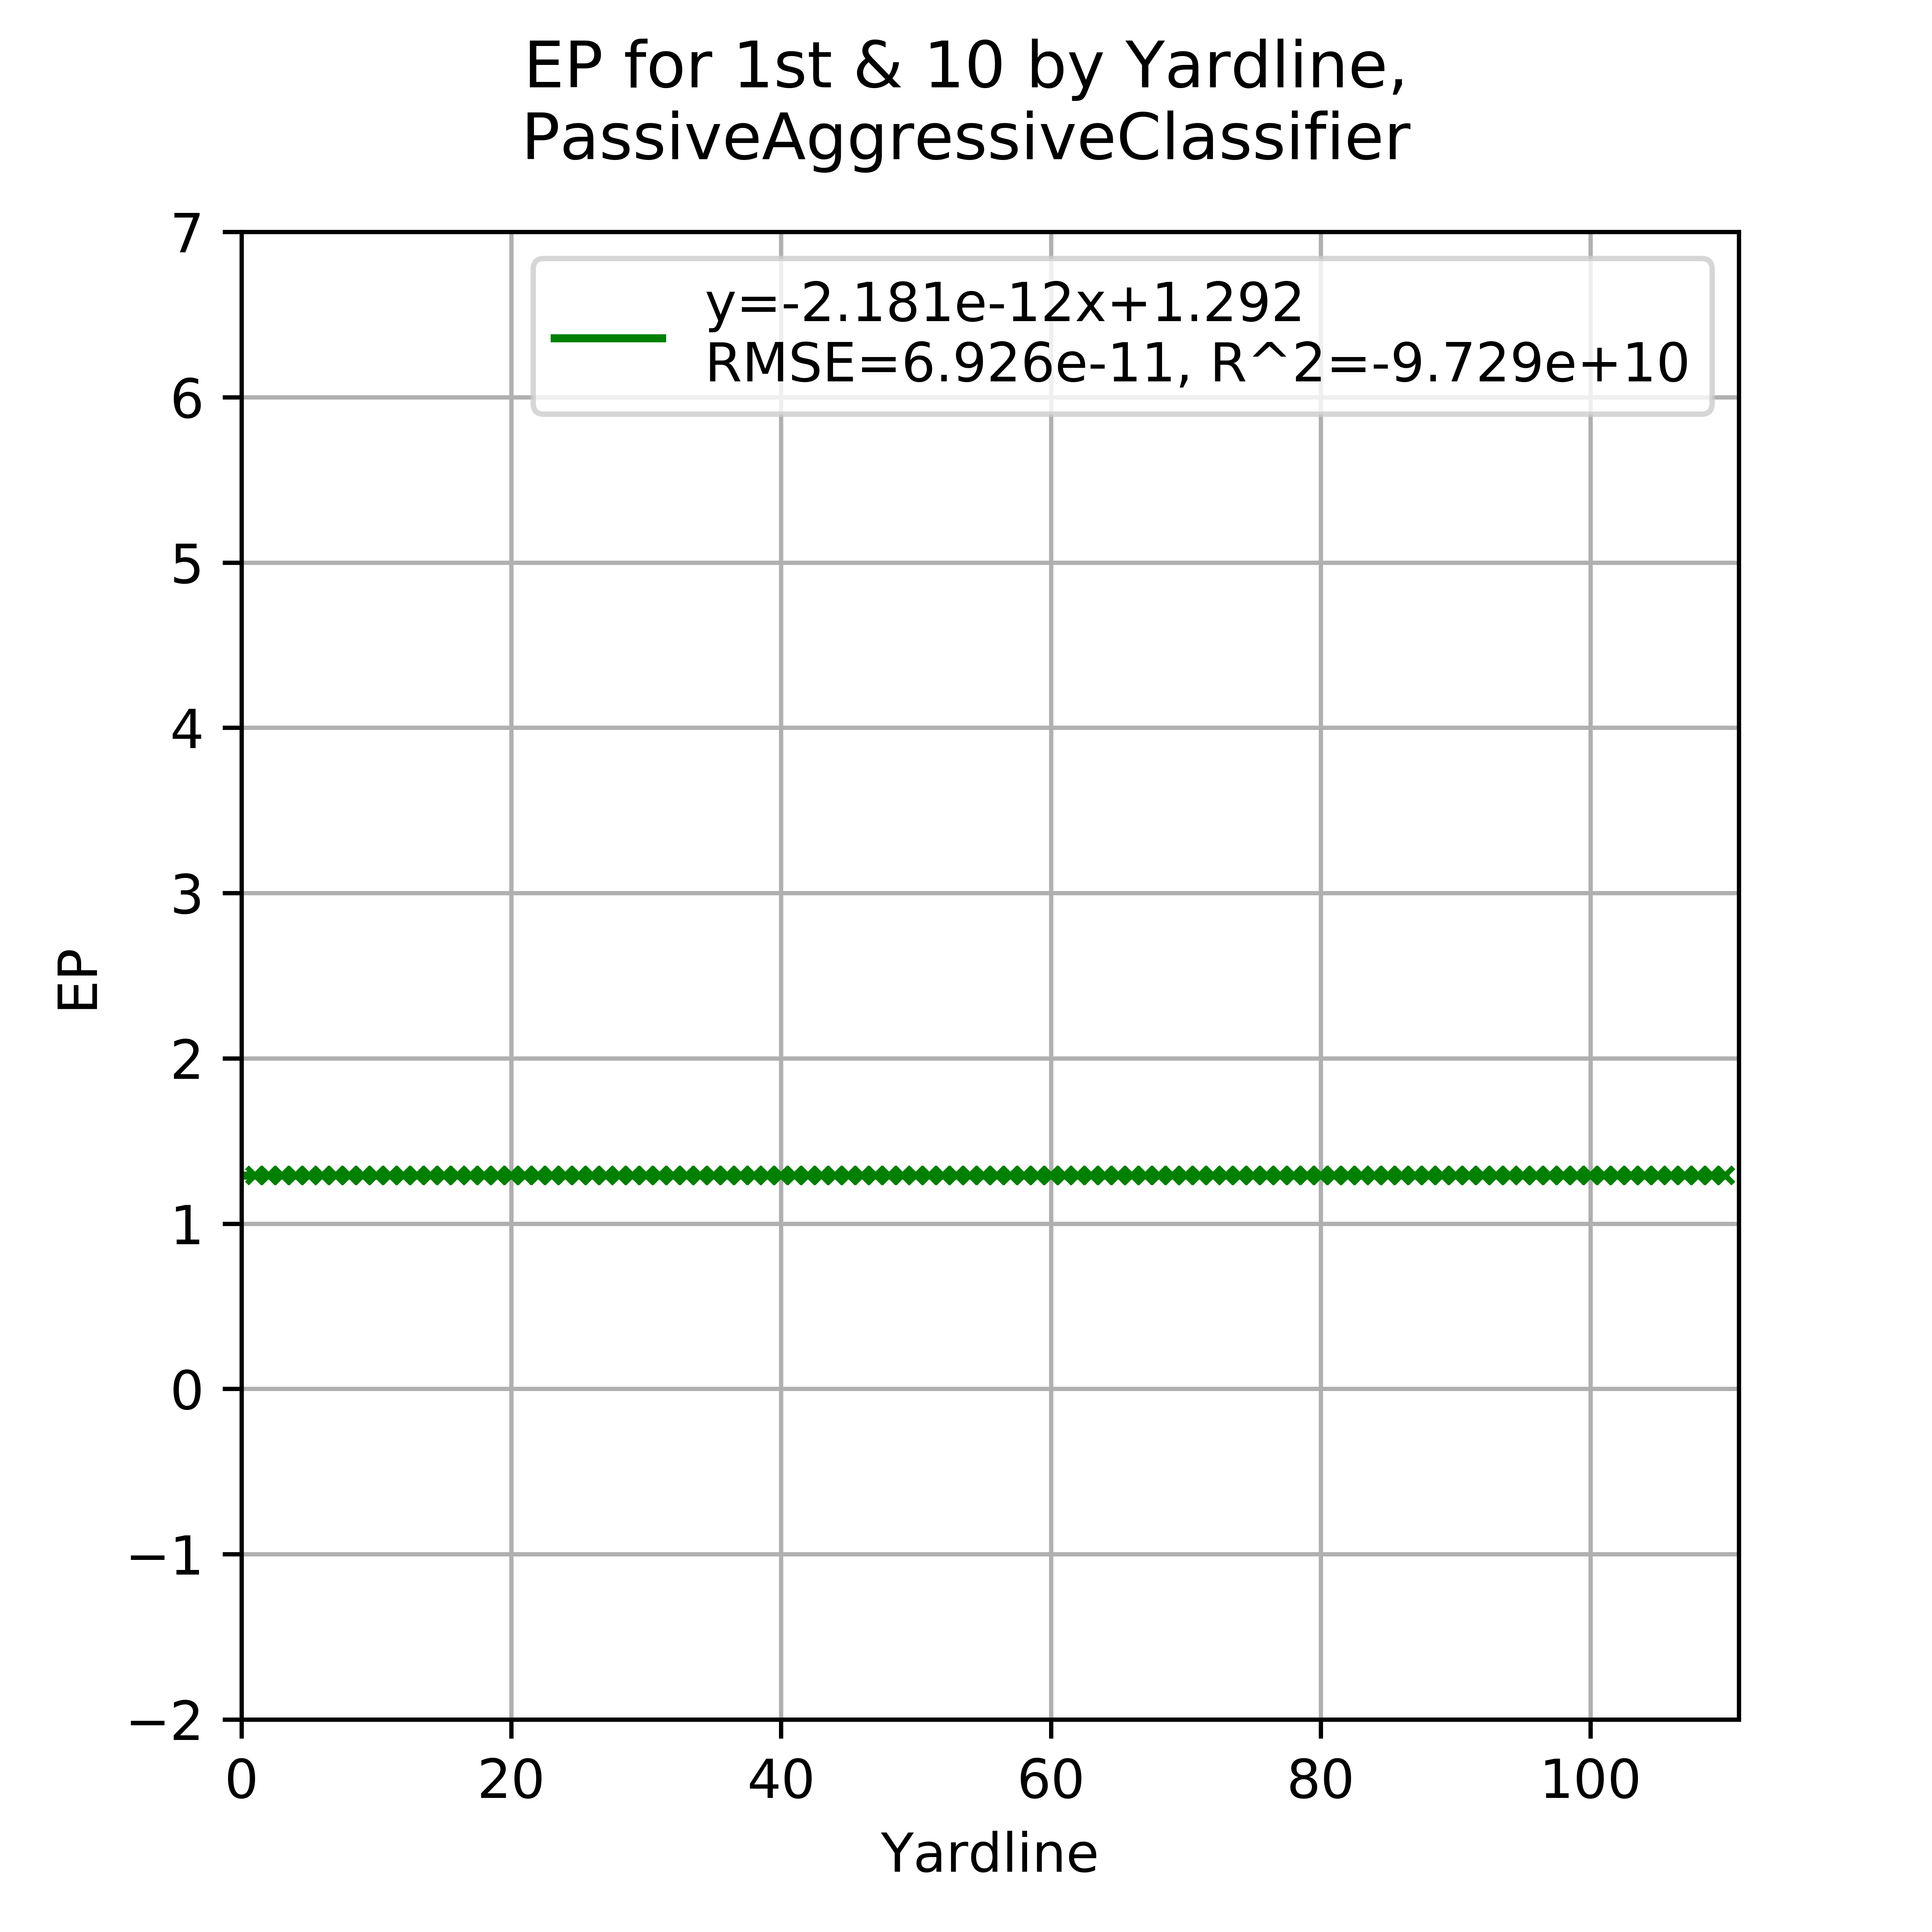 EP for 1st & 10 by Yardline,
PassiveAggressiveClassifier
7
y=-2.181e-12x+1.292
RMSE=6.926e-11, R^2=-9.729e+10
6
5
4
3
EP
2
1
0
−1
−2
0 20 40 60 80 100
Yardline